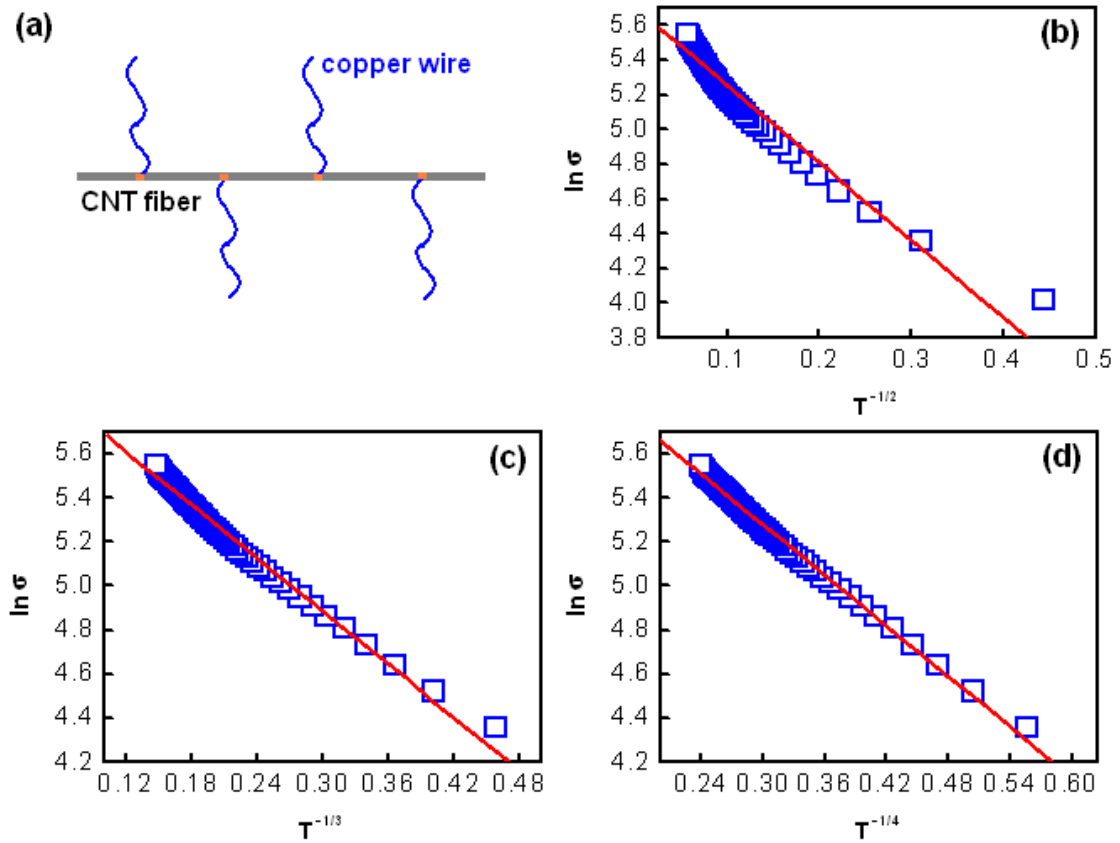 (a)
copper wire
CNT fiber
(b)
5.6
5.4
5.2
5.0
4.8
4.6
4.4
4.2
4.0
3.8
ln σ
0.1 0.2 0.3 0.4 0.5
T^-1/2
(c)
5.6
5.4
5.2
5.0
4.8
4.6
4.4
4.2
ln σ
0.12 0.18 0.24 0.30 0.36 0.42 0.48
T^-1/3
(d)
5.6
5.4
5.2
5.0
4.8
4.6
4.4
4.2
ln σ
0.24 0.30 0.36 0.42 0.48 0.54 0.60
T^-1/4